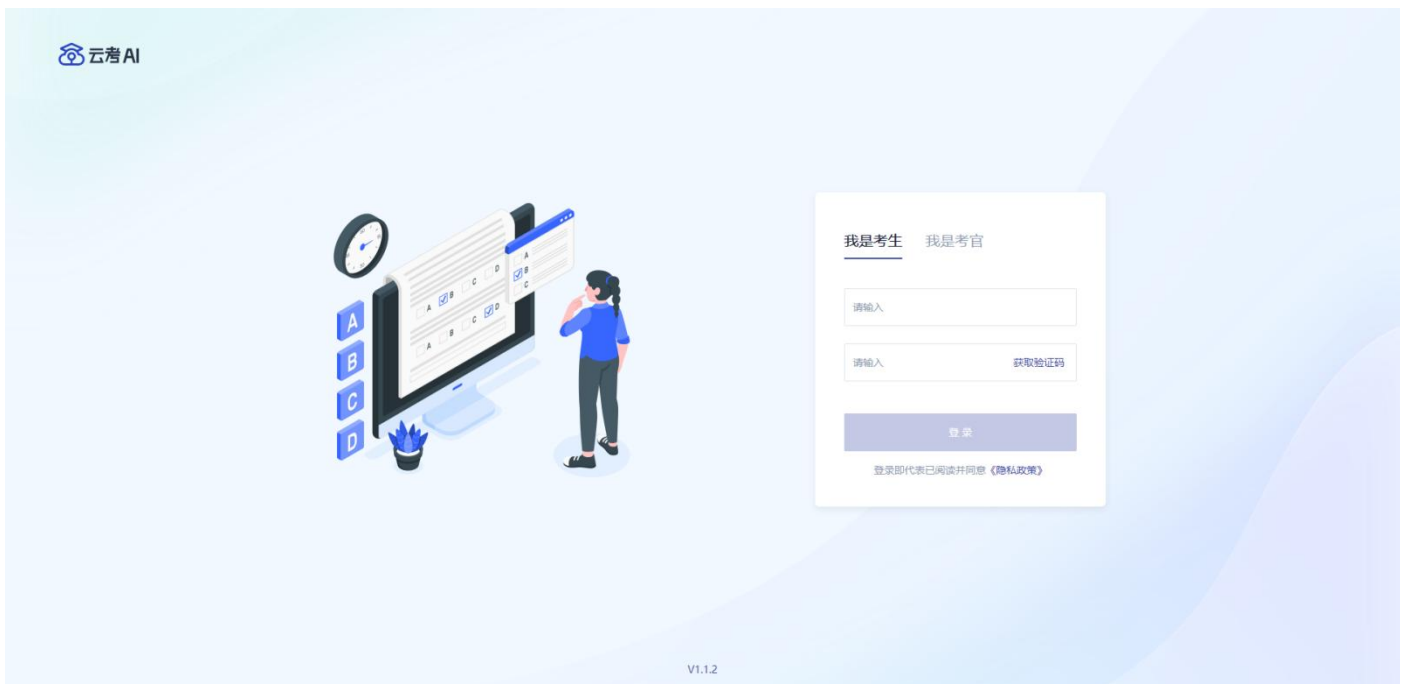 云考AI
我是考生 我是考官
请输入
请输入 获取验证码
登录
登录即代表已阅读并同意《隐私政策》
A
B
C
D
A B C D
A B C D
A
B
C
V1.1.2